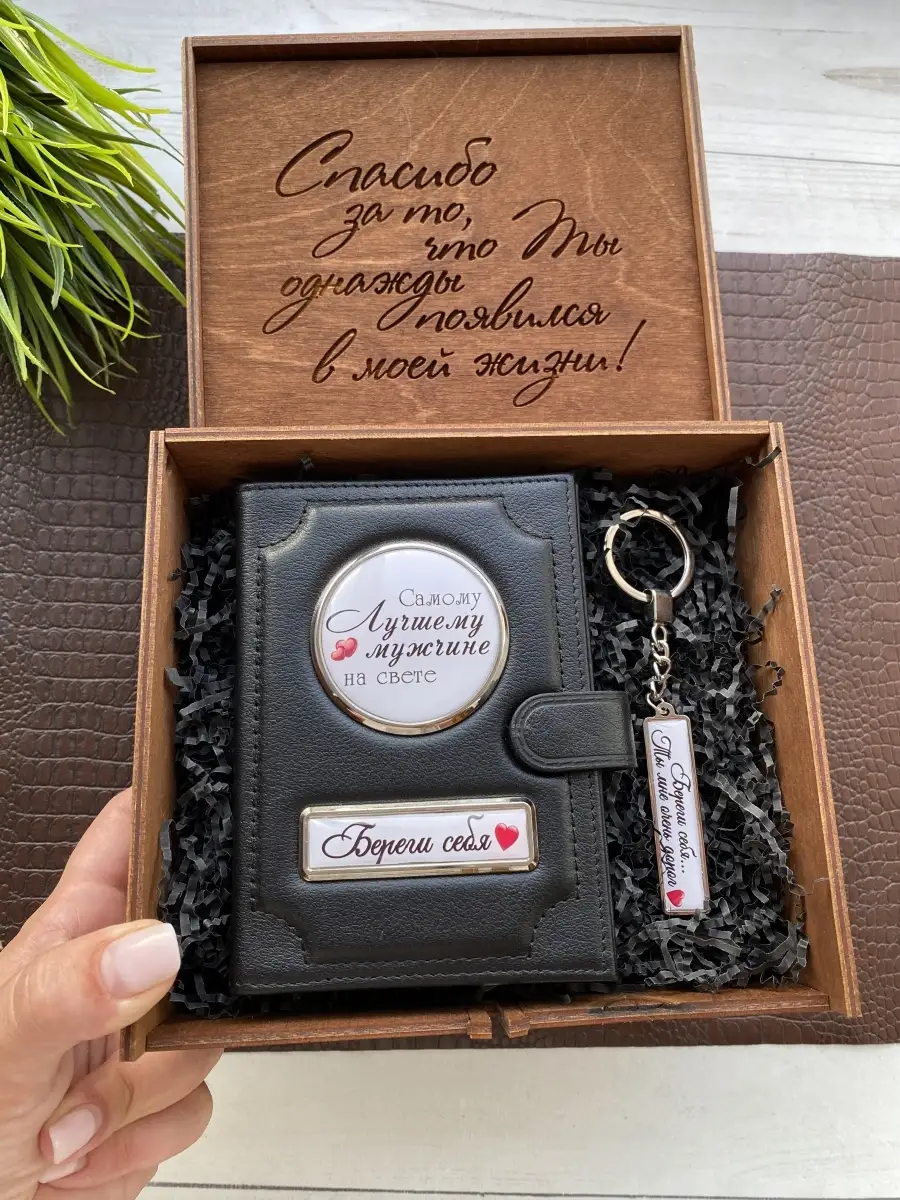 Спасибо
за то,
что Ты
однажды
появился
в моей жизни!
Самому
Лучшему
мужчине
на свете
Береги себя
Береги себя...
Ты мне очень дорог